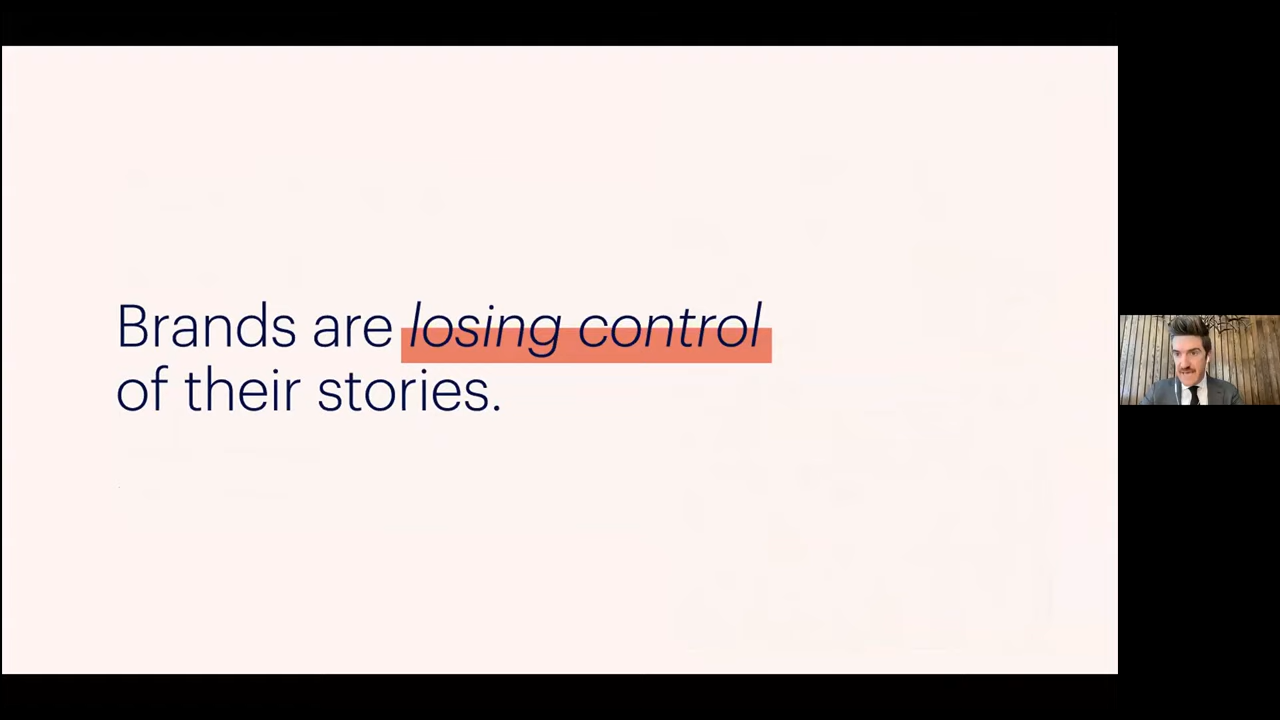 Brands are losing control
of their stories.